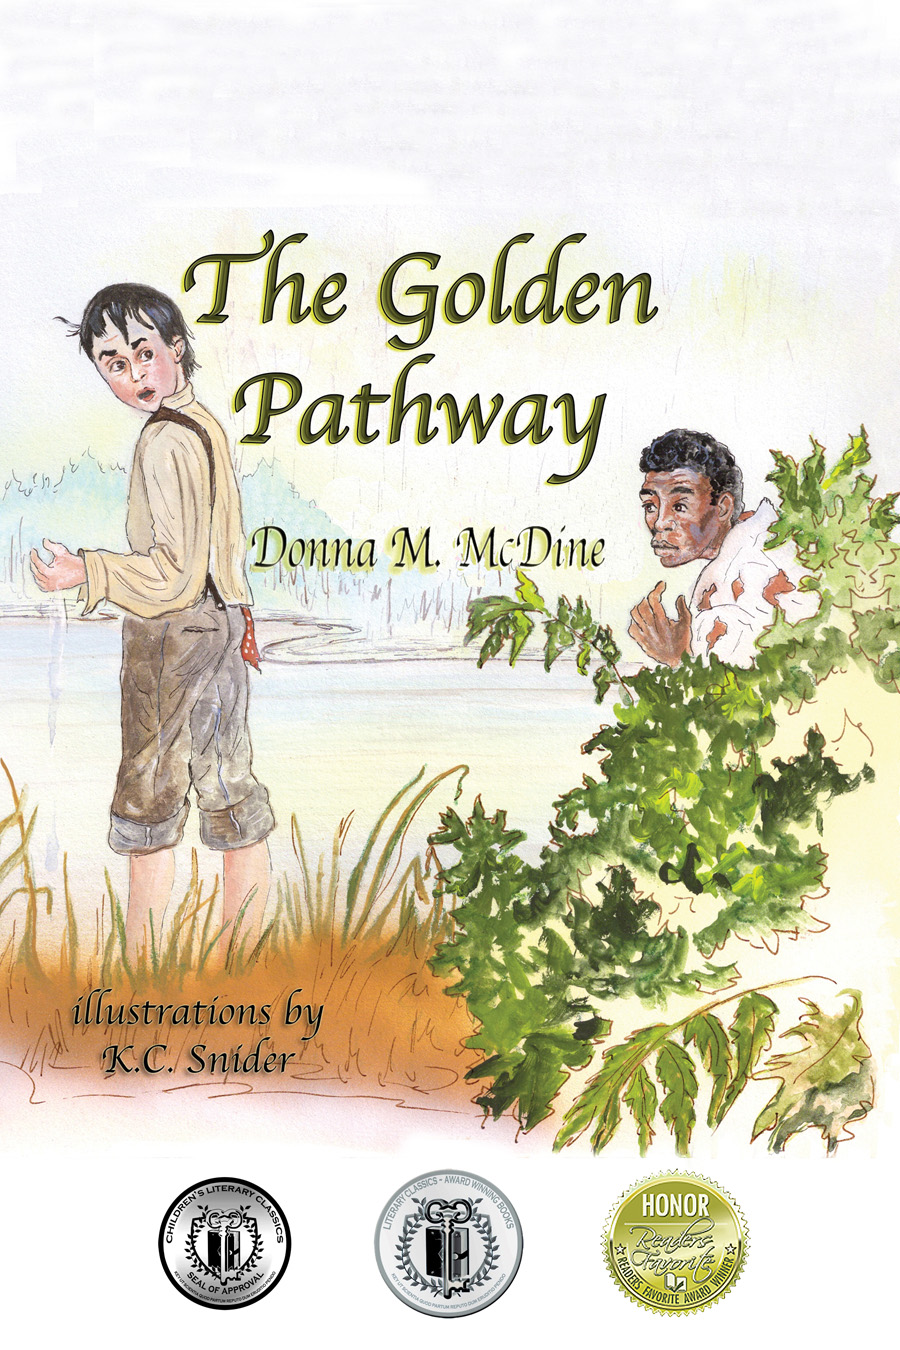 The Golden
Pathway
Donna M. McDine
illustrations by
K.C. Snider
CHILDREN'S LITERARY CLASSICS
SEAL OF APPROVAL
LITERARY CLASSICS - AWARD WINNING BOOKS
HONOR
Readers
Favorite
READERS FAVORITE AWARD WINNER